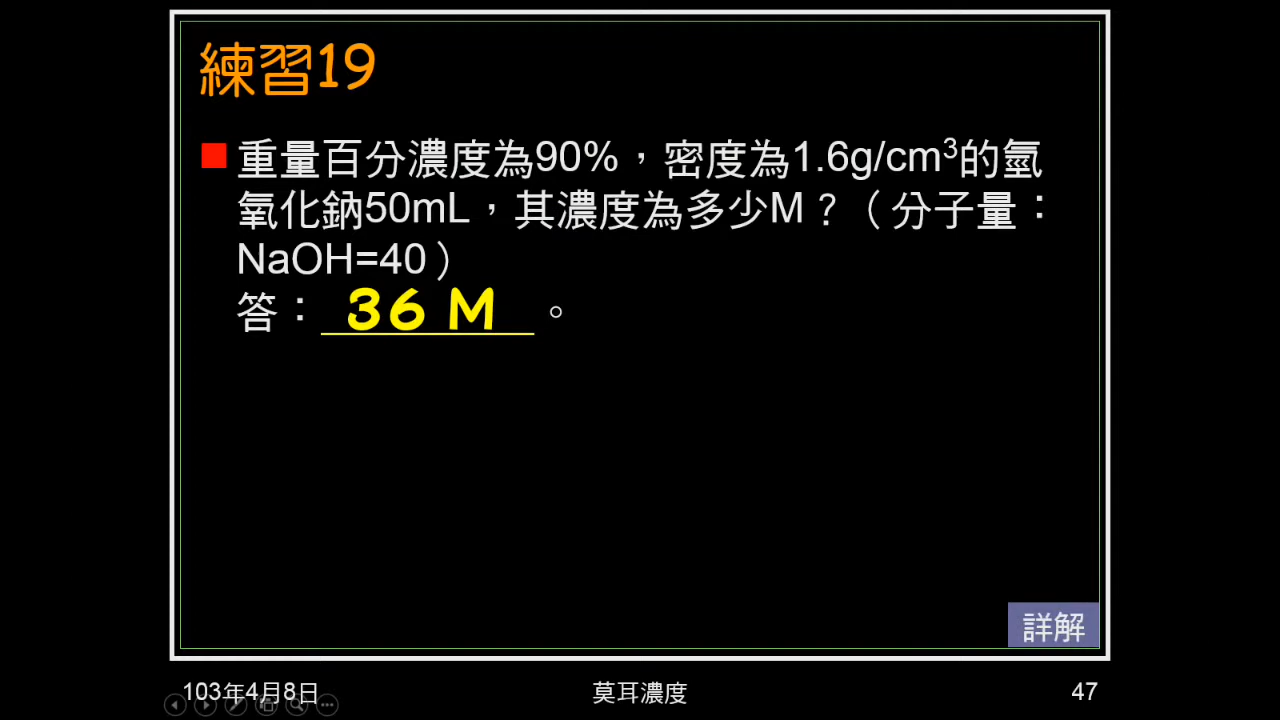 練習19
重量百分濃度為90%，密度為1.6g/cm³的氫
氧化鈉50mL，其濃度為多少M？（分子量：
NaOH=40）
答：36 M。
詳解
103年4月8日
莫耳濃度
47